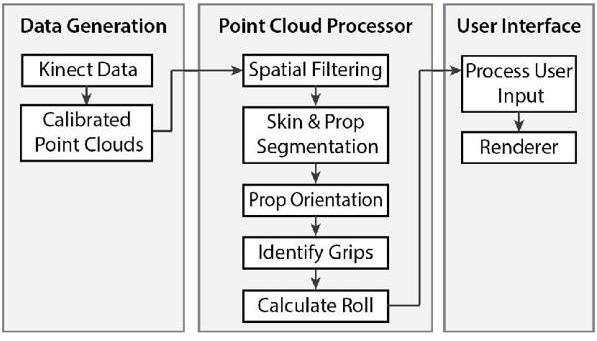 Data Generation
Kinect Data
Calibrated
Point Clouds
Point Cloud Processor
Spatial Filtering
Skin & Prop
Segmentation
Prop Orientation
Identify Grips
Calculate Roll
User Interface
Process User
Input
Renderer